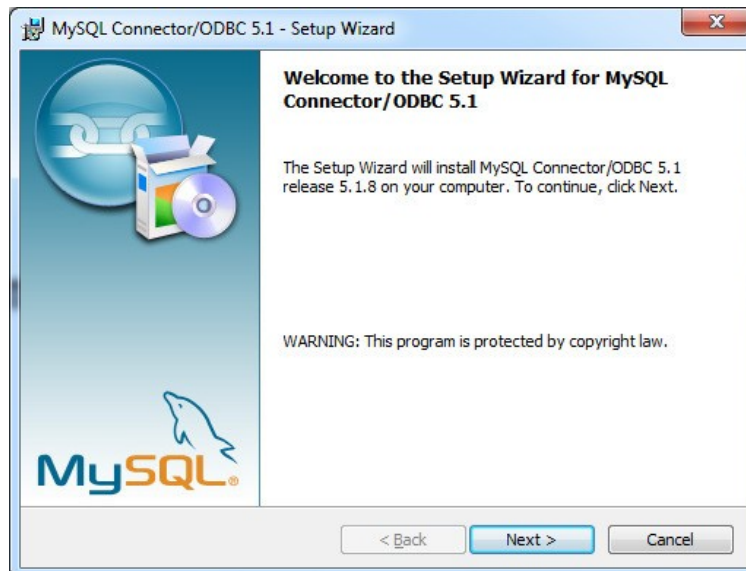 MySQL Connector/ODBC 5.1 - Setup Wizard
Welcome to the Setup Wizard for MySQL
Connector/ODBC 5.1
The Setup Wizard will install MySQL Connector/ODBC 5.1
release 5.1.8 on your computer. To continue, click Next.
WARNING: This program is protected by copyright law.
MySQL®
< Back
Next >
Cancel